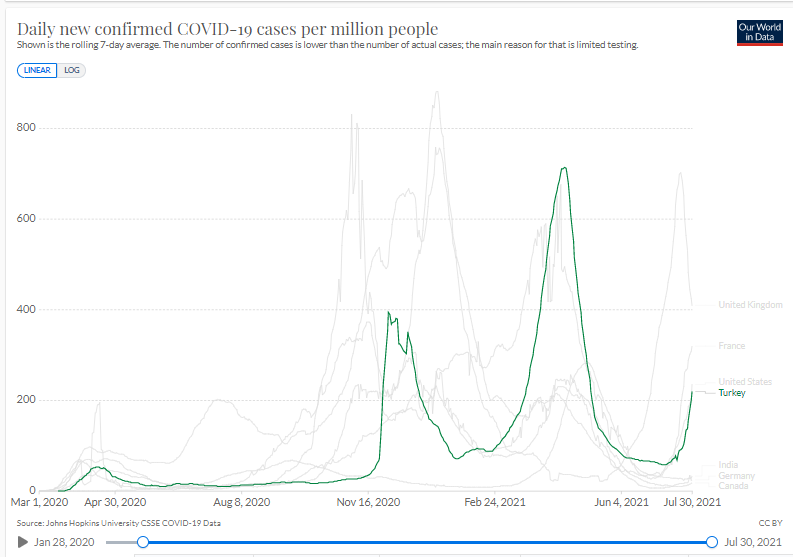 Daily new confirmed COVID-19 cases per million people
Shown is the rolling 7-day average. The number of confirmed cases is lower than the number of actual cases; the main reason for that is limited testing.
Our World
in Data
LINEAR LOG
800
600
400
200
0
United Kingdom
France
United States
Turkey
India
Germany
Canada
Mar 1, 2020 Apr 30, 2020 Aug 8, 2020 Nov 16, 2020 Feb 24, 2021 Jun 4, 2021 Jul 30, 2021
Source: Johns Hopkins University CSSE COVID-19 Data CC BY
Jan 28, 2020 Jul 30, 2021